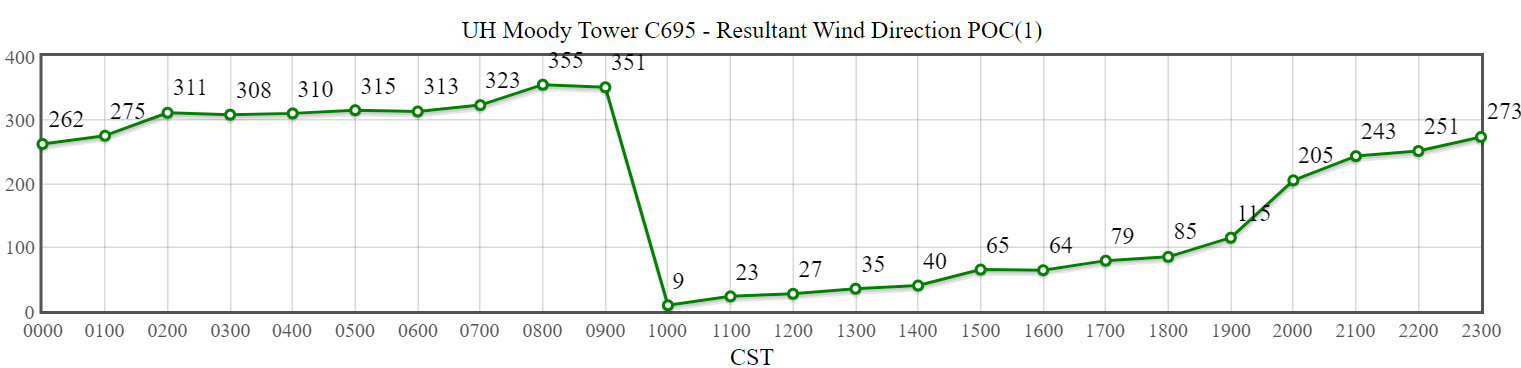 UH Moody Tower C695 - Resultant Wind Direction POC(1)
400
300
200
100
0
262 275 311 308 310 315 313 323 355 351 9 23 27 35 40 65 64 79 85 115 205 243 251 273
0000 0100 0200 0300 0400 0500 0600 0700 0800 0900 1000 1100 1200 1300 1400 1500 1600 1700 1800 1900 2000 2100 2200 2300
CST